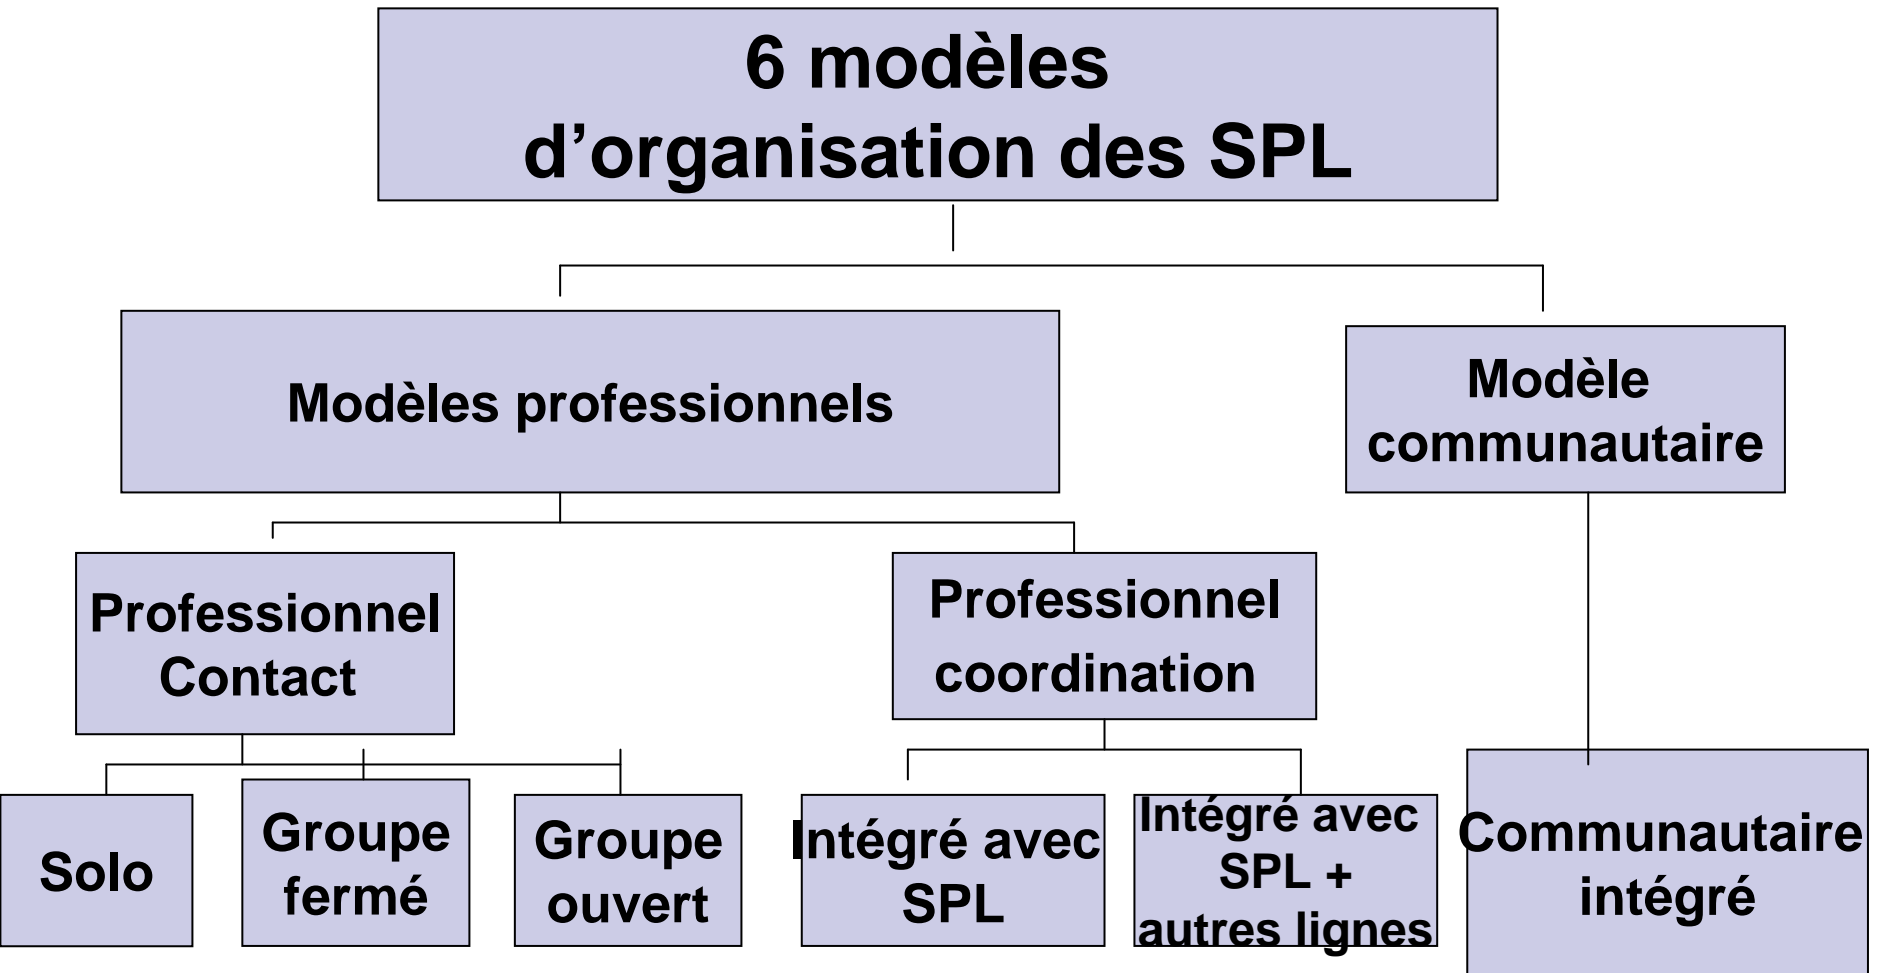 6 modèles
d’organisation des SPL
Modèles professionnels
Modèle
communautaire
Professionnel
Contact
Professionnel
coordination
Solo
Groupe
fermé
Groupe
ouvert
Intégré avec
SPL
Intégré avec
SPL +
autres lignes
Communautaire
intégré